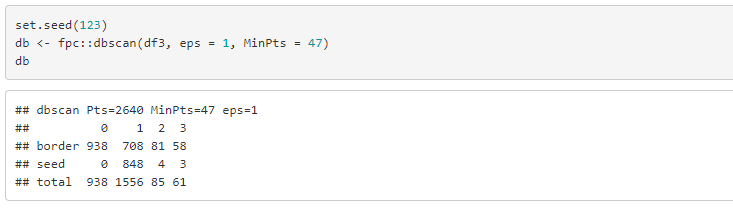 set.seed(123)
db <- fpc::dbscan(df3, eps = 1, MinPts = 47)
db
## dbscan Pts=2640 MinPts=47 eps=1
##          0    1  2  3
## border 938  708 81 58
## seed     0  848  4  3
## total  938 1556 85 61